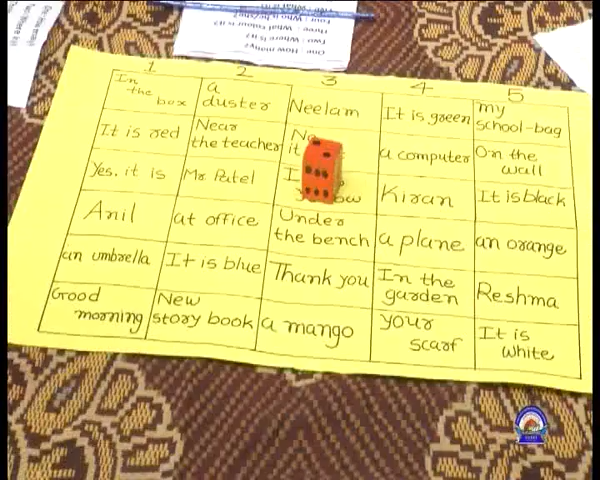 One : How many?
Two : Where is it?
Three : What colour is it?
Four : Who is he/she?
1 2 3 4 5
In the box
a duster
Neelam
It is green
my school-bag
It is red
Near the teacher
it
a computer
On the wall
Yes, it is
Mr. Patel
Kiran
It is black
Anil
at office
Under the bench
a plane
an orange
an umbrella
It is blue
Thank you
In the garden
Reshma
Good morning
New story book
a mango
your scarf
It is white